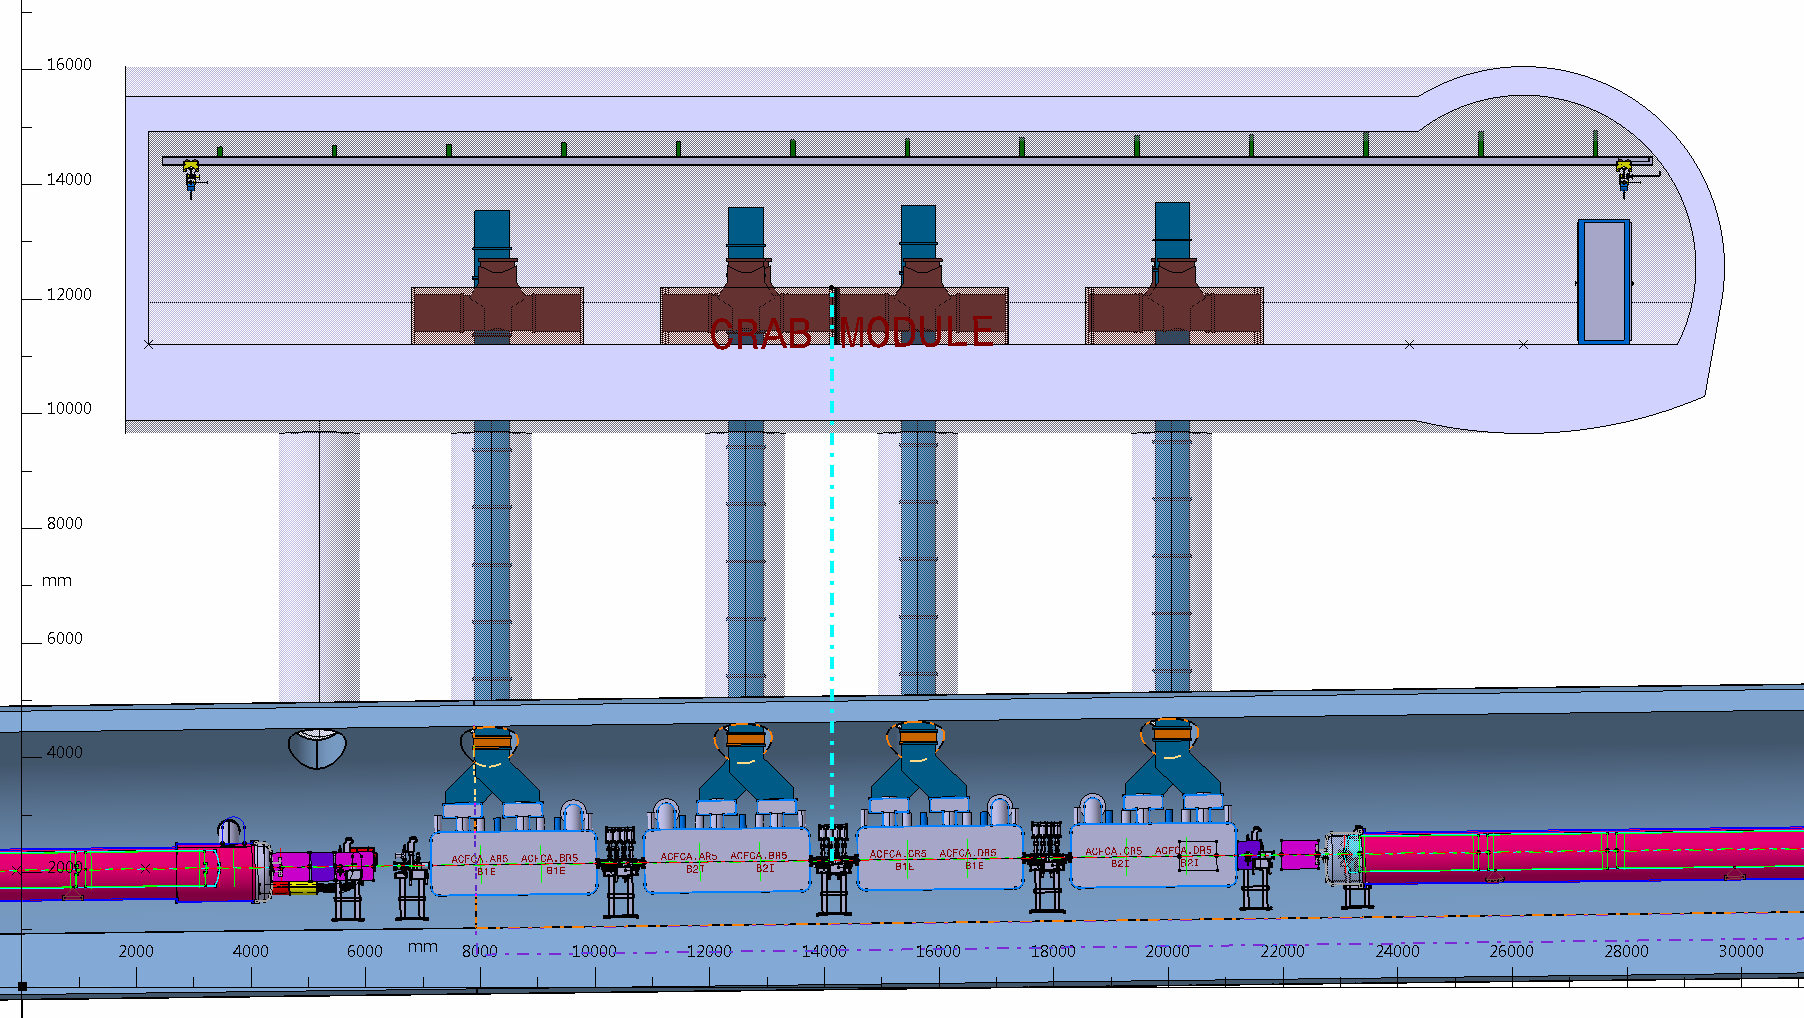 16000
14000
12000
CRAB MODULE
10000
8000
mm
6000
4000
2000
ACFCA.AR5 ACFCA.BR5
B1E B1E
ACFCA.AR5 ACFCA.BR5
B2I B2I
ACFCA.CR5 ACFCA.DR5
B1E B1E
ACFCA.CR5 ACFCA.DR5
B2I B2I
2000 4000 6000 mm 8000 10000 12000 14000 16000 18000 20000 22000 24000 26000 28000 30000